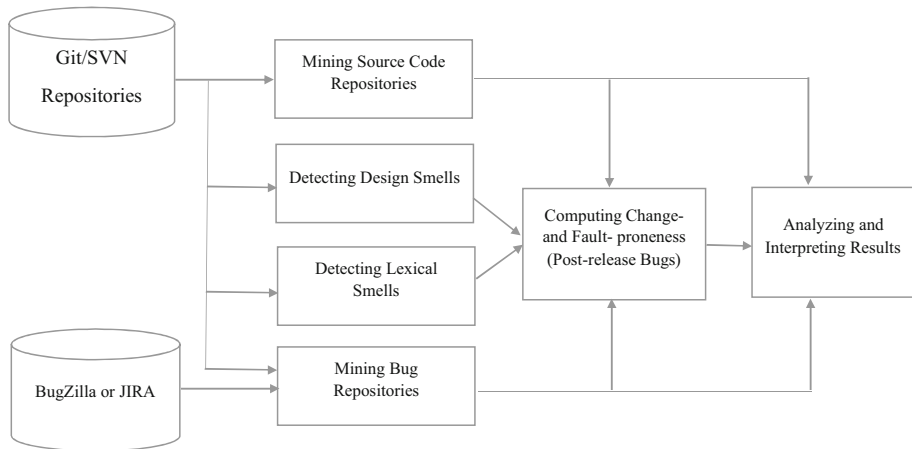 Git/SVN
Repositories
Mining Source Code
Repositories
Detecting Design Smells
Computing Change-
and Fault- proneness
(Post-release Bugs)
Analyzing and
Interpreting Results
Detecting Lexical
Smells
BugZilla or JIRA
Mining Bug
Repositories